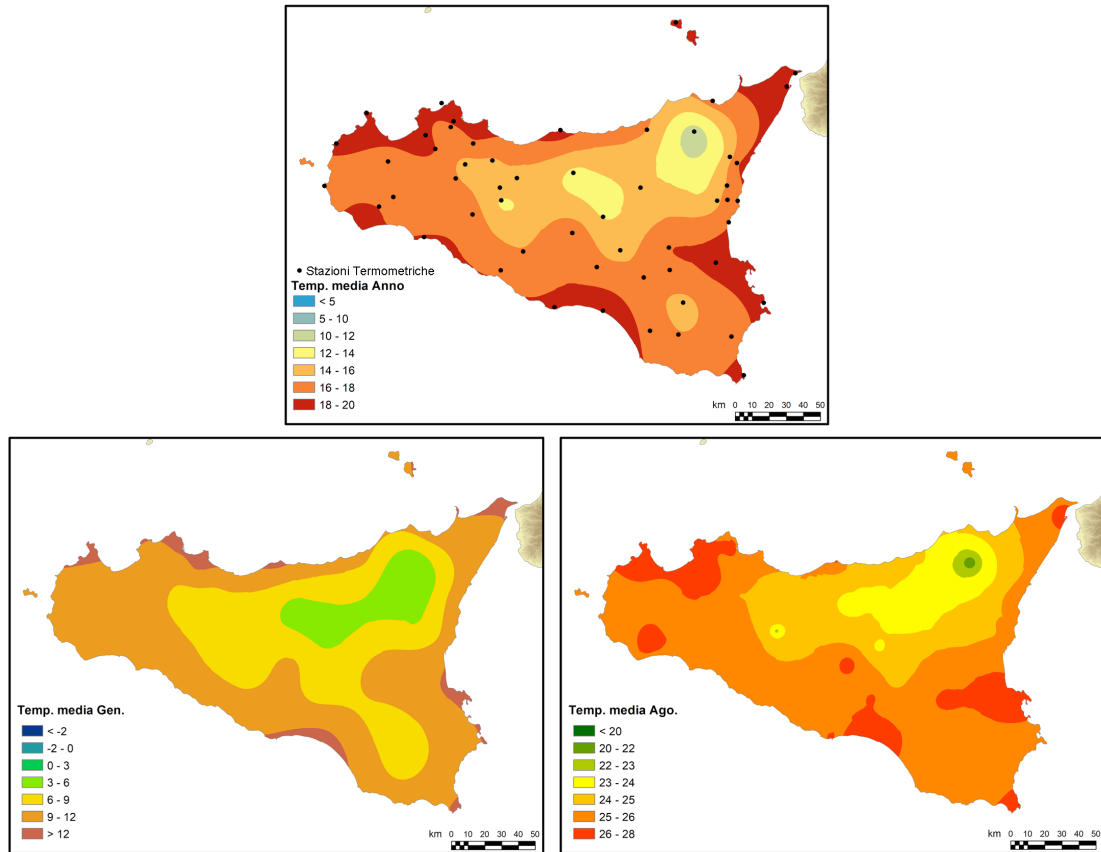 Stazioni Termometriche
Temp. media Anno
< 5
5 - 10
10 - 12
12 - 14
14 - 16
16 - 18
18 - 20
km 0 10 20 30 40 50
Temp. media Gen.
< -2
-2 - 0
0 - 3
3 - 6
6 - 9
9 - 12
> 12
km 0 10 20 30 40 50
Temp. media Ago.
< 20
20 - 22
22 - 23
23 - 24
24 - 25
25 - 26
26 - 28
km 0 10 20 30 40 50